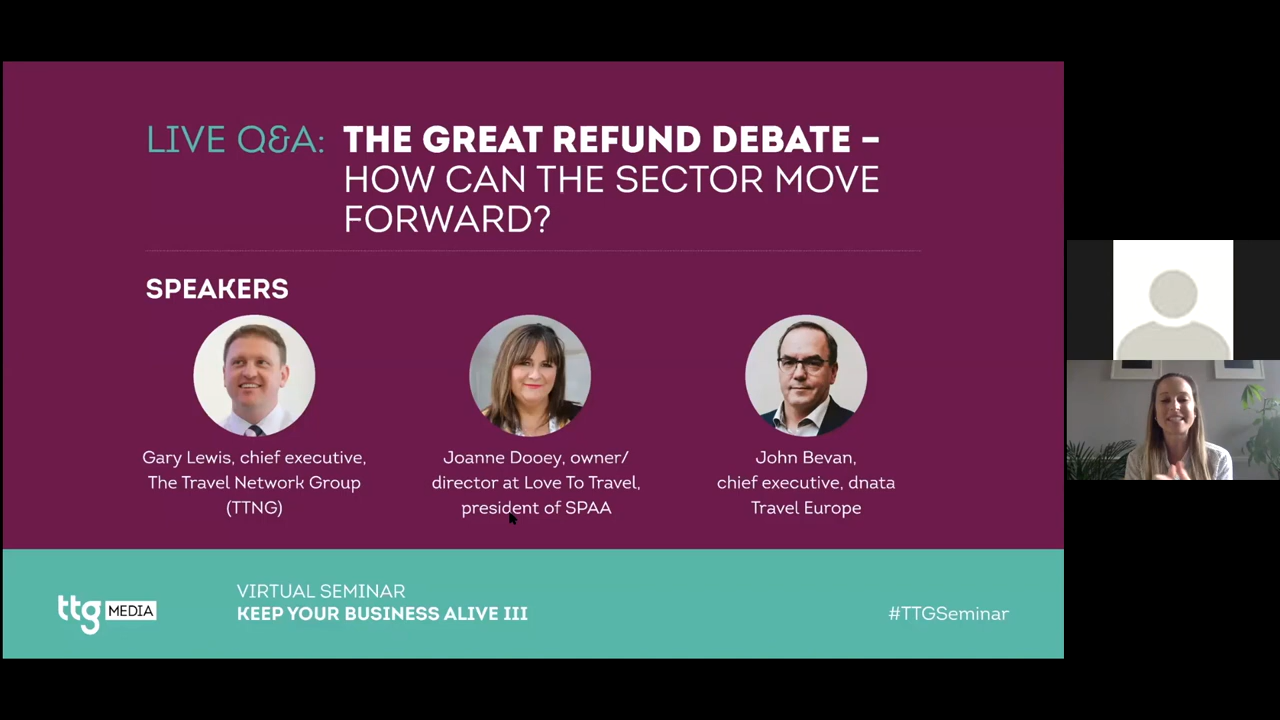 LIVE Q&A: THE GREAT REFUND DEBATE –
HOW CAN THE SECTOR MOVE
FORWARD?
SPEAKERS
Gary Lewis, chief executive,
The Travel Network Group
(TTNG)
Joanne Dooey, owner/
director at Love To Travel,
president of SPAA
John Bevan,
chief executive, dnata
Travel Europe
ttg MEDIA
VIRTUAL SEMINAR
KEEP YOUR BUSINESS ALIVE III
#TTGSeminar